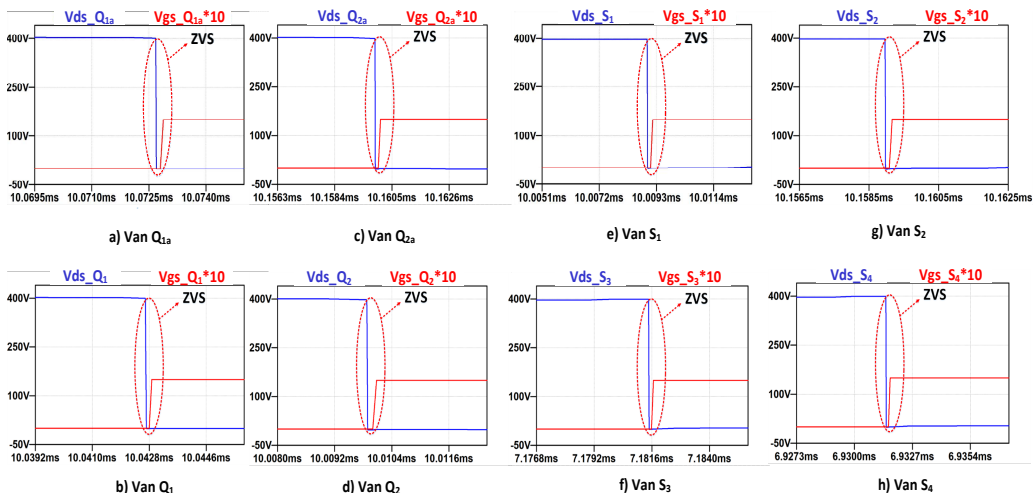 Vds_Q1a Vgs_Q1a*10
ZVS
400V
250V
100V
-50V
10.0695ms 10.0710ms 10.0725ms 10.0740ms
a) Van Q1a
Vds_Q2a Vgs_Q2a*10
ZVS
400V
250V
100V
-50V
10.1563ms 10.1584ms 10.1605ms 10.1626ms
c) Van Q2a
Vds_S1 Vgs_S1*10
ZVS
400V
250V
100V
-50V
10.0051ms 10.0072ms 10.0093ms 10.0114ms
e) Van S1
Vds_S2 Vgs_S2*10
ZVS
400V
250V
100V
-50V
10.1565ms 10.1585ms 10.1605ms 10.1625ms
g) Van S2
Vds_Q1 Vgs_Q1*10
ZVS
400V
250V
100V
-50V
10.0392ms 10.0410ms 10.0428ms 10.0446ms
b) Van Q1
Vds_Q2 Vgs_Q2*10
ZVS
400V
250V
100V
-50V
10.0080ms 10.0092ms 10.0104ms 10.0116ms
d) Van Q2
Vds_S3 Vgs_S3*10
ZVS
400V
250V
100V
-50V
7.1768ms 7.1792ms 7.1816ms 7.1840ms
f) Van S3
Vds_S4 Vgs_S4*10
ZVS
400V
250V
100V
-50V
6.9273ms 6.9300ms 6.9327ms 6.9354ms
h) Van S4